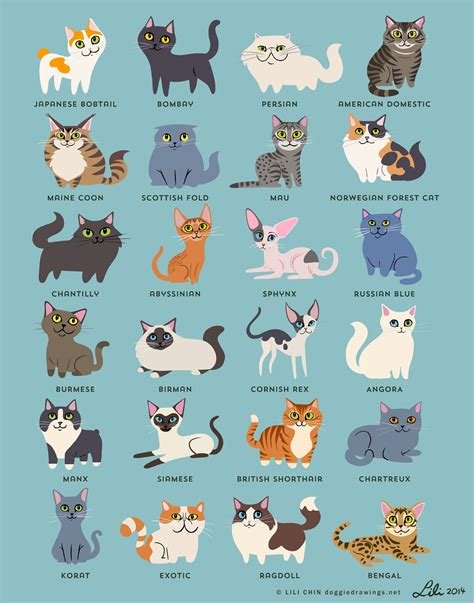 JAPANESE BOBTAIL BOMBAY PERSIAN AMERICAN DOMESTIC
MAINE COON SCOTTISH FOLD MAU NORWEGIAN FOREST CAT
CHANTILLY ABYSSINIAN SPHYNX RUSSIAN BLUE
BURMESE BIRMAN CORNISH REX ANGORA
MANX SIAMESE BRITISH SHORTHAIR CHARTREUX
KORAT EXOTIC RAGDOLL BENGAL
© LILI CHIN doggiedrawings.net Lili 2014